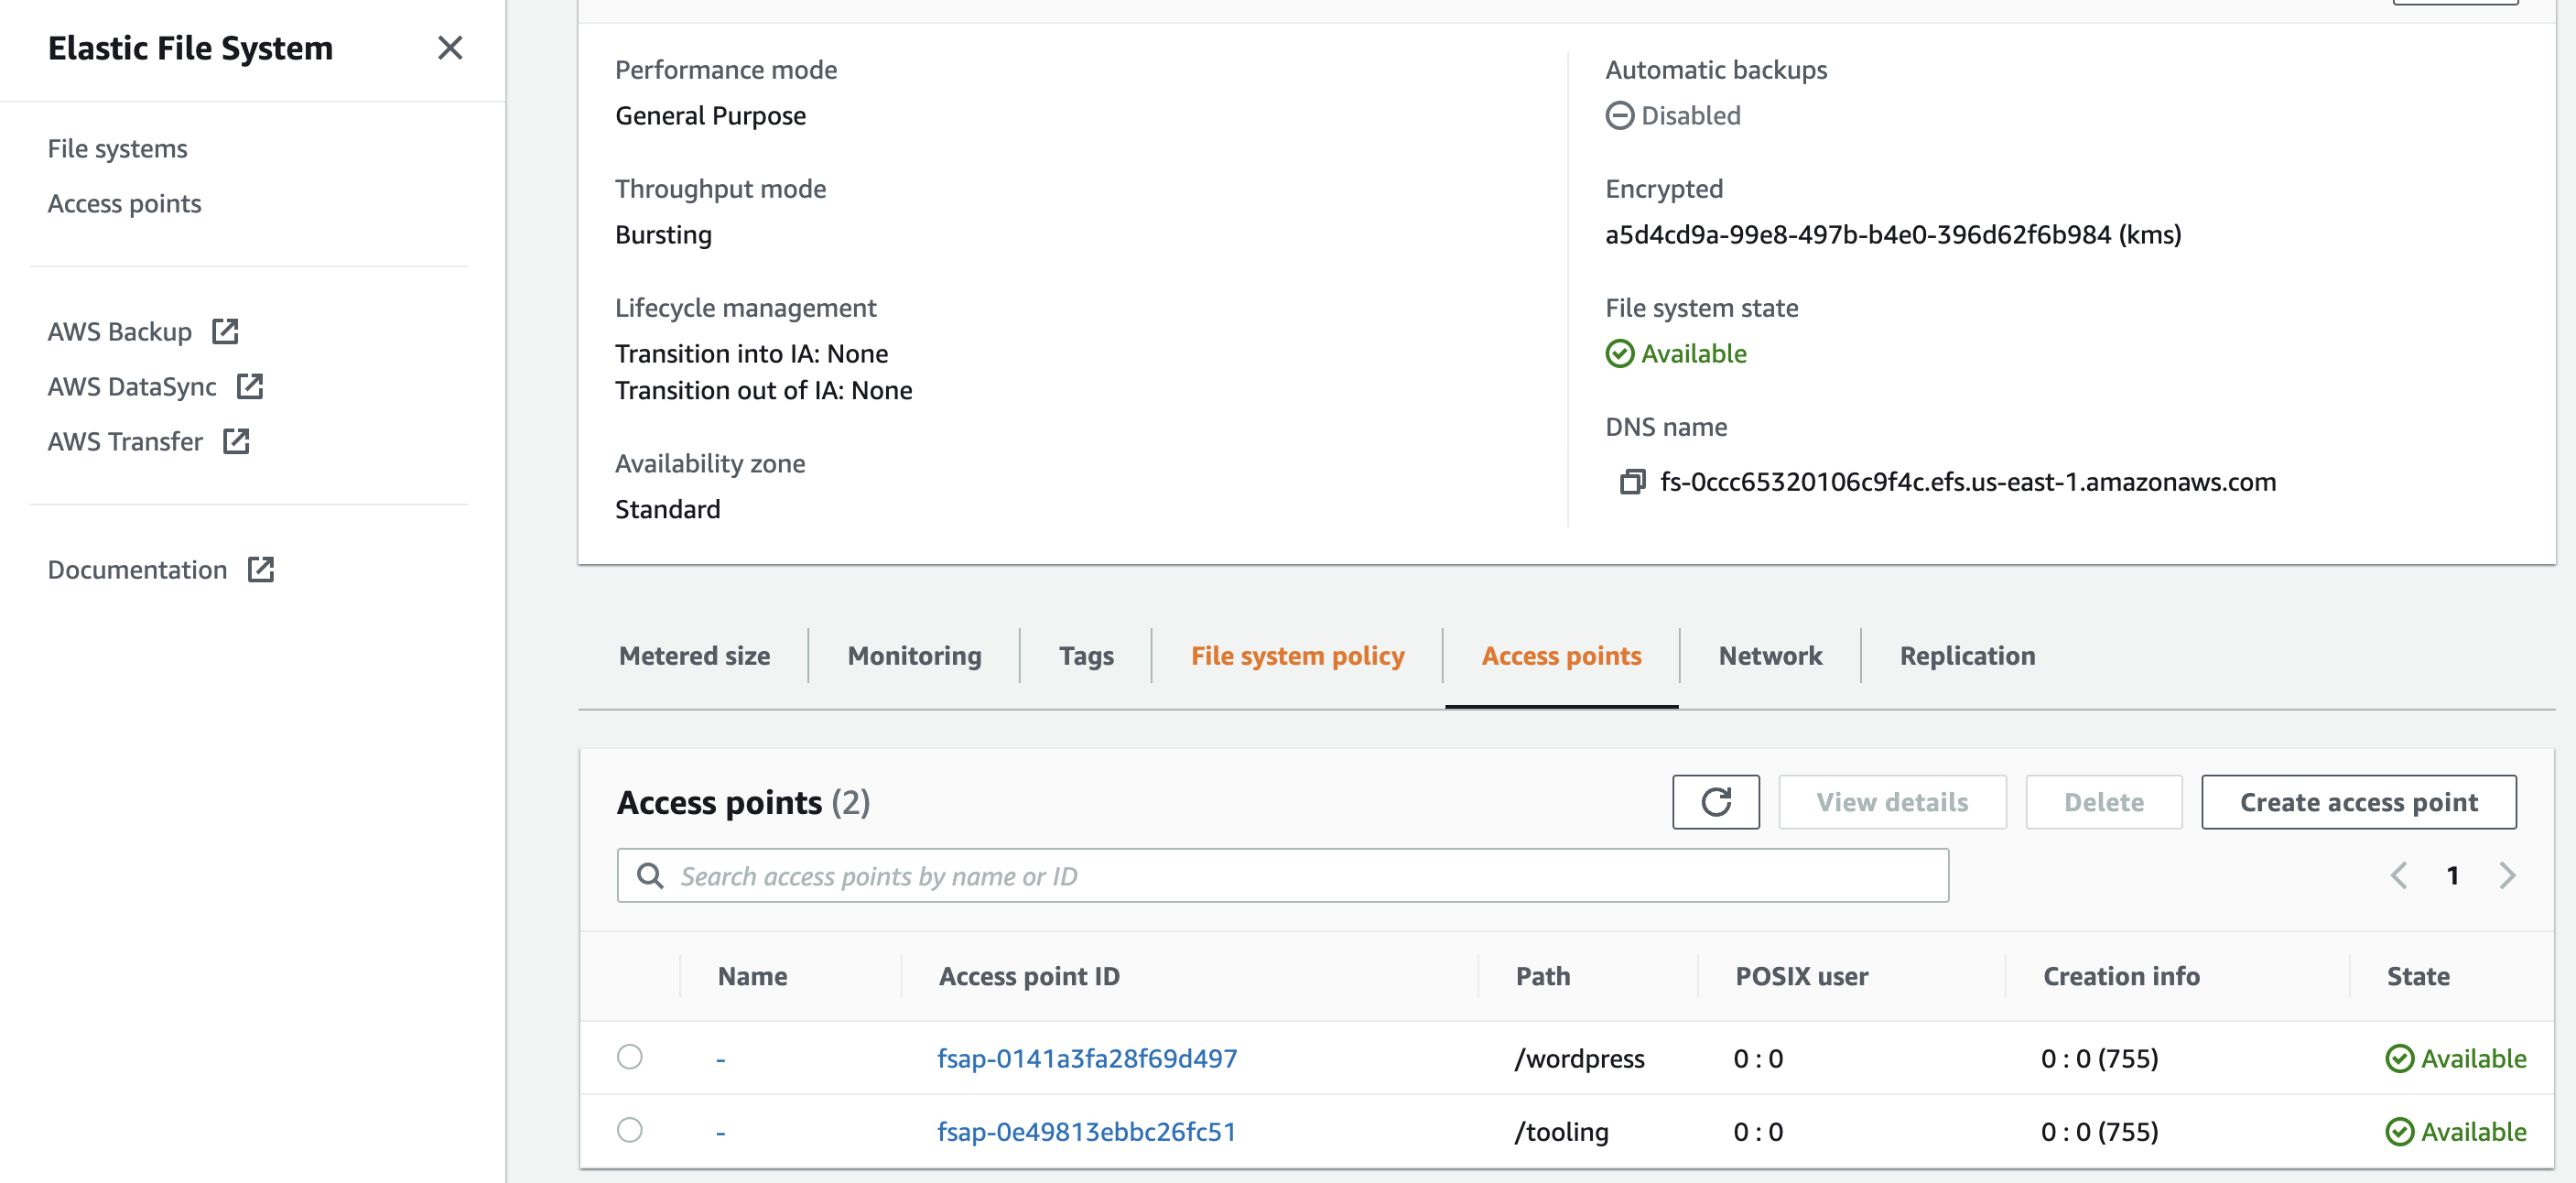 Elastic File System
File systems
Access points
AWS Backup
AWS DataSync
AWS Transfer
Documentation
Performance mode
General Purpose
Throughput mode
Bursting
Lifecycle management
Transition into IA: None
Transition out of IA: None
Availability zone
Standard
Automatic backups
Disabled
Encrypted
a5d4cd9a-99e8-497b-b4e0-396d62f6b984 (kms)
File system state
Available
DNS name
fs-0ccc65320106c9f4c.efs.us-east-1.amazonaws.com
Metered size Monitoring Tags File system policy Access points Network Replication
Access points (2) View details Delete Create access point
Search access points by name or ID 1
Name Access point ID Path POSIX user Creation info State
- fsap-0141a3fa28f69d497 /wordpress 0 : 0 0 : 0 (755) Available
- fsap-0e49813ebbc26fc51 /tooling 0 : 0 0 : 0 (755) Available